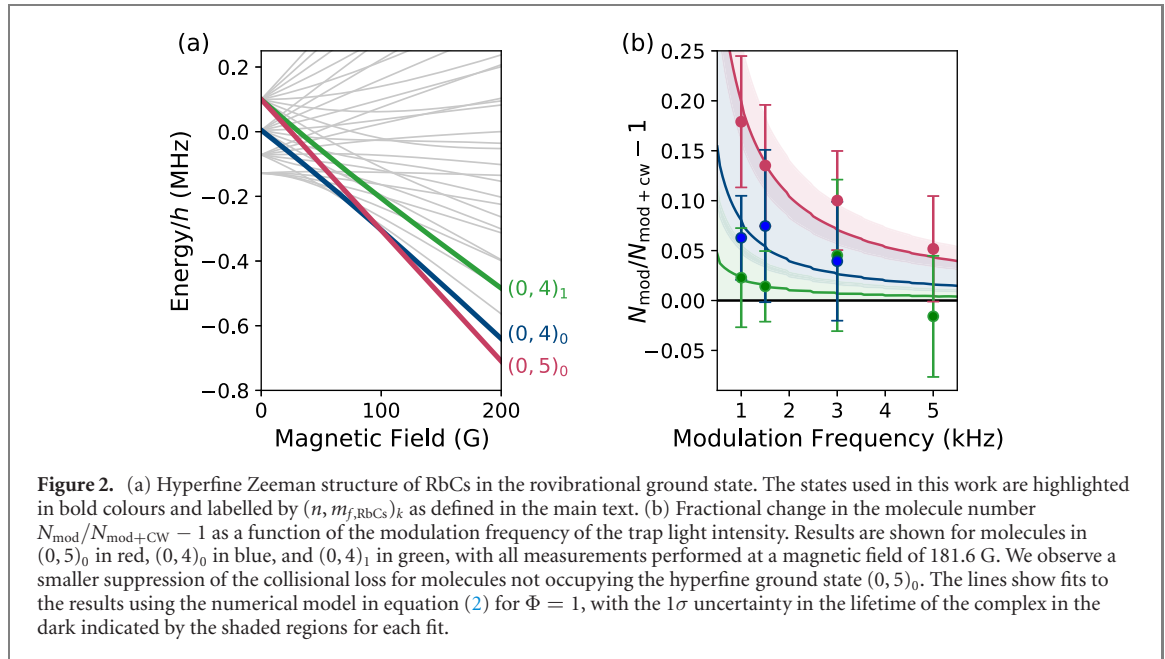 (a)
0.2
0.0
−0.2
−0.4
−0.6
−0.8
Energy/h (MHz)
0
100
200
Magnetic Field (G)
(0, 4)₁
(0, 4)₀
(0, 5)₀
(b)
0.25
0.20
0.15
0.10
0.05
0.00
−0.05
N_mod/N_mod+cw − 1
1
2
3
4
5
Modulation Frequency (kHz)
Figure 2. (a) Hyperfine Zeeman structure of RbCs in the rovibrational ground state. The states used in this work are highlighted
in bold colours and labelled by (n, m_f,RbCs)_k as defined in the main text. (b) Fractional change in the molecule number
N_mod/N_mod+CW − 1 as a function of the modulation frequency of the trap light intensity. Results are shown for molecules in
(0, 5)₀ in red, (0, 4)₀ in blue, and (0, 4)₁ in green, with all measurements performed at a magnetic field of 181.6 G. We observe a
smaller suppression of the collisional loss for molecules not occupying the hyperfine ground state (0, 5)₀. The lines show fits to
the results using the numerical model in equation (2) for Φ = 1, with the 1σ uncertainty in the lifetime of the complex in the
dark indicated by the shaded regions for each fit.